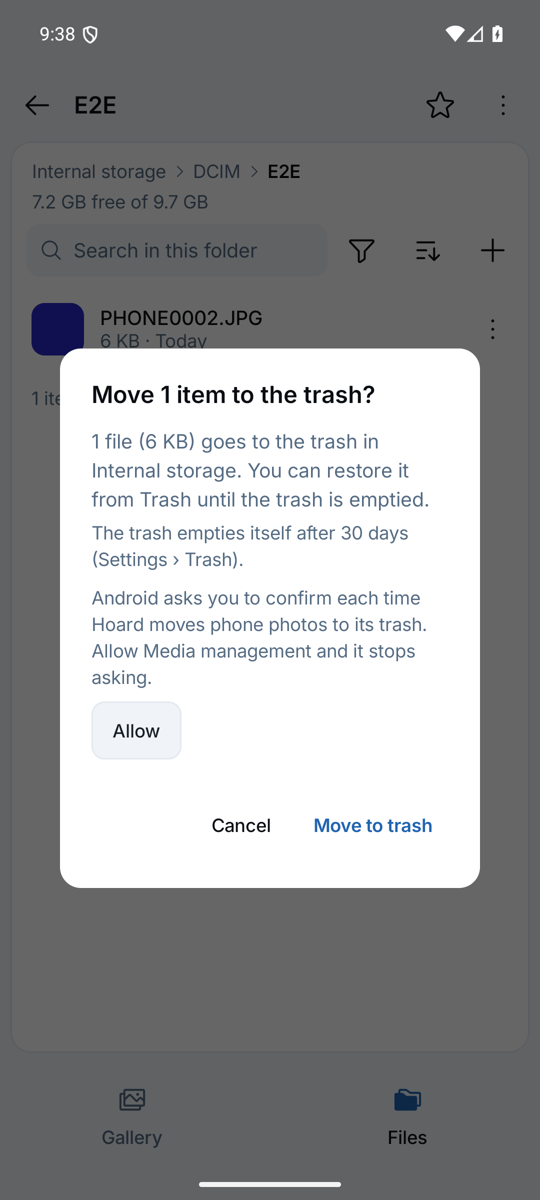 9:38
E2E
Internal storage > DCIM > E2E
7.2 GB free of 9.7 GB
Search in this folder
PHONE0002.JPG
6 KB · Today
1 ite
Move 1 item to the trash?
1 file (6 KB) goes to the trash in
Internal storage. You can restore it
from Trash until the trash is emptied.
The trash empties itself after 30 days
(Settings › Trash).
Android asks you to confirm each time
Hoard moves phone photos to its trash.
Allow Media management and it stops
asking.
Allow
Cancel
Move to trash
Gallery
Files